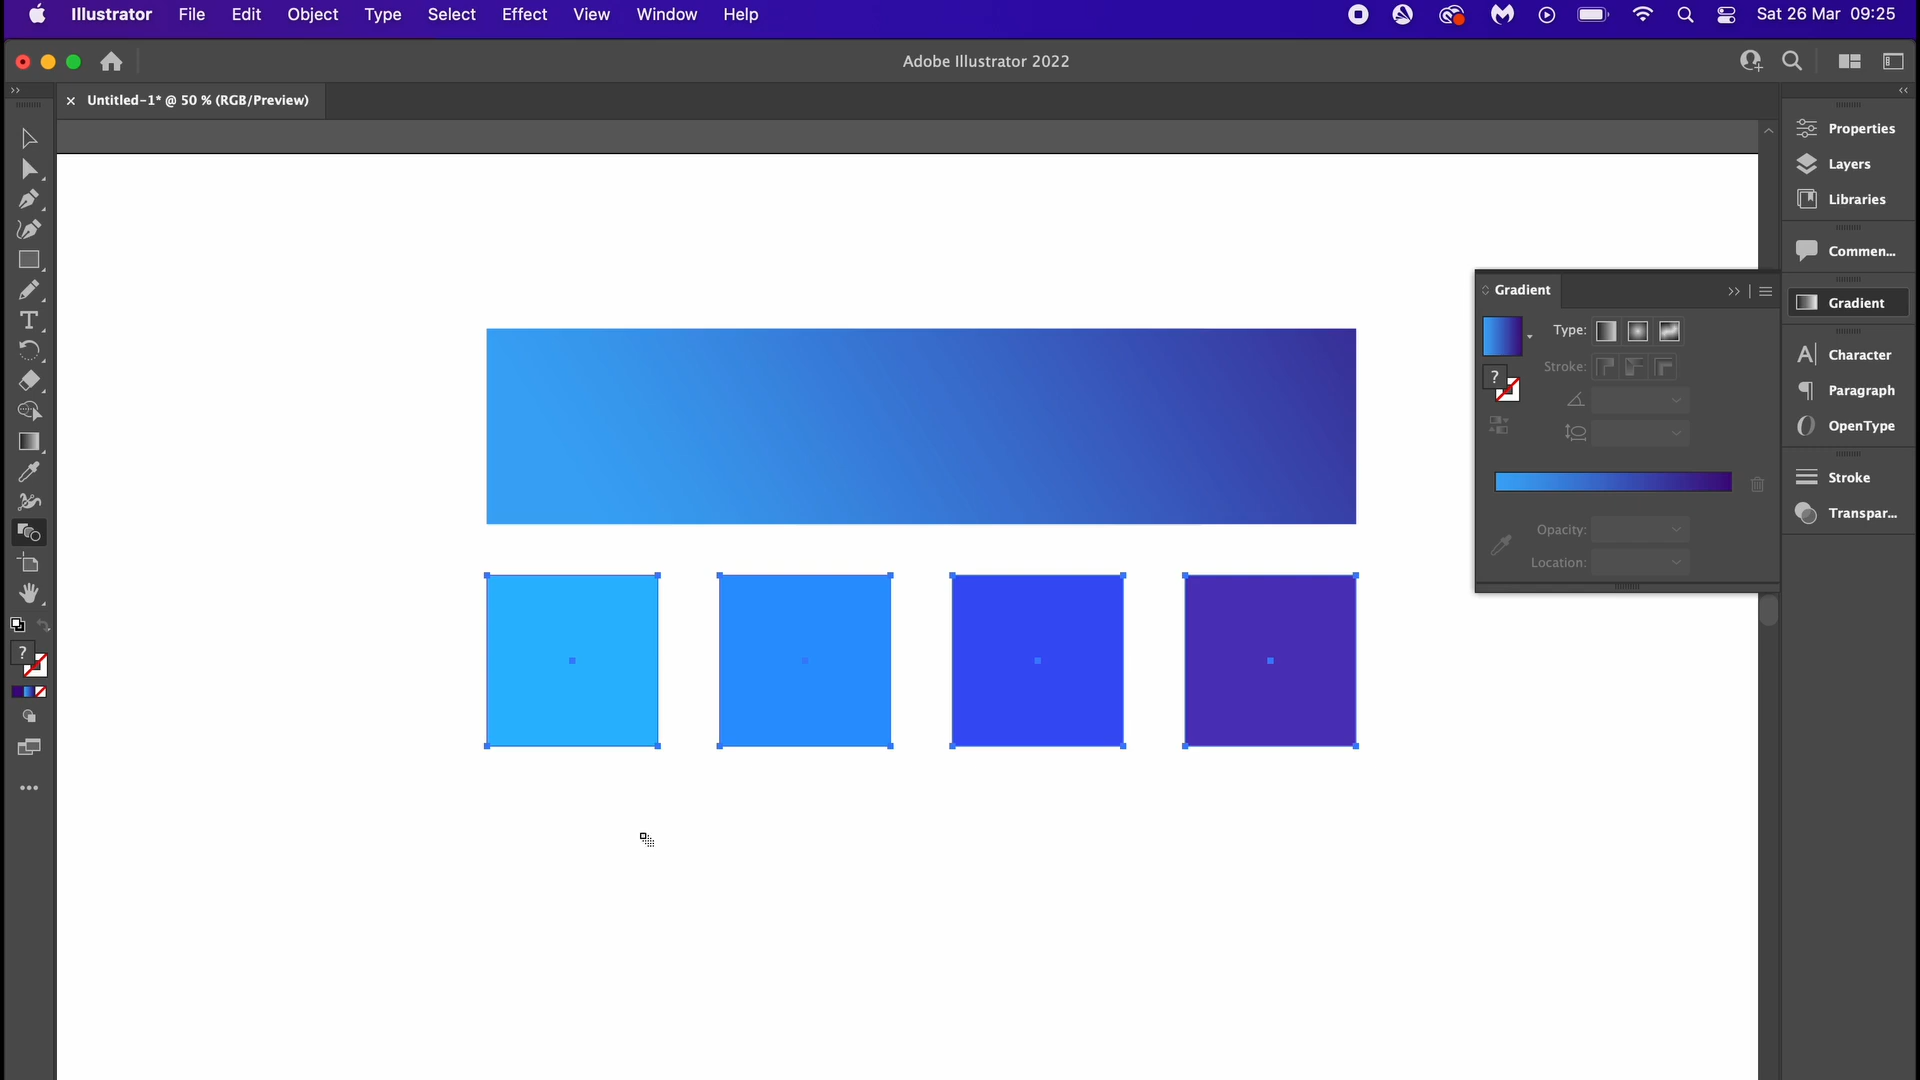 Illustrator File Edit Object Type Select Effect View Window Help Sat 26 Mar 09:25
Adobe Illustrator 2022
× Untitled-1* @ 50 % (RGB/Preview)
Properties
Layers
Libraries
Commen...
Gradient
Character
Paragraph
OpenType
Stroke
Transpar...
Gradient
Type:
Stroke:
?
Opacity:
Location:
T
?